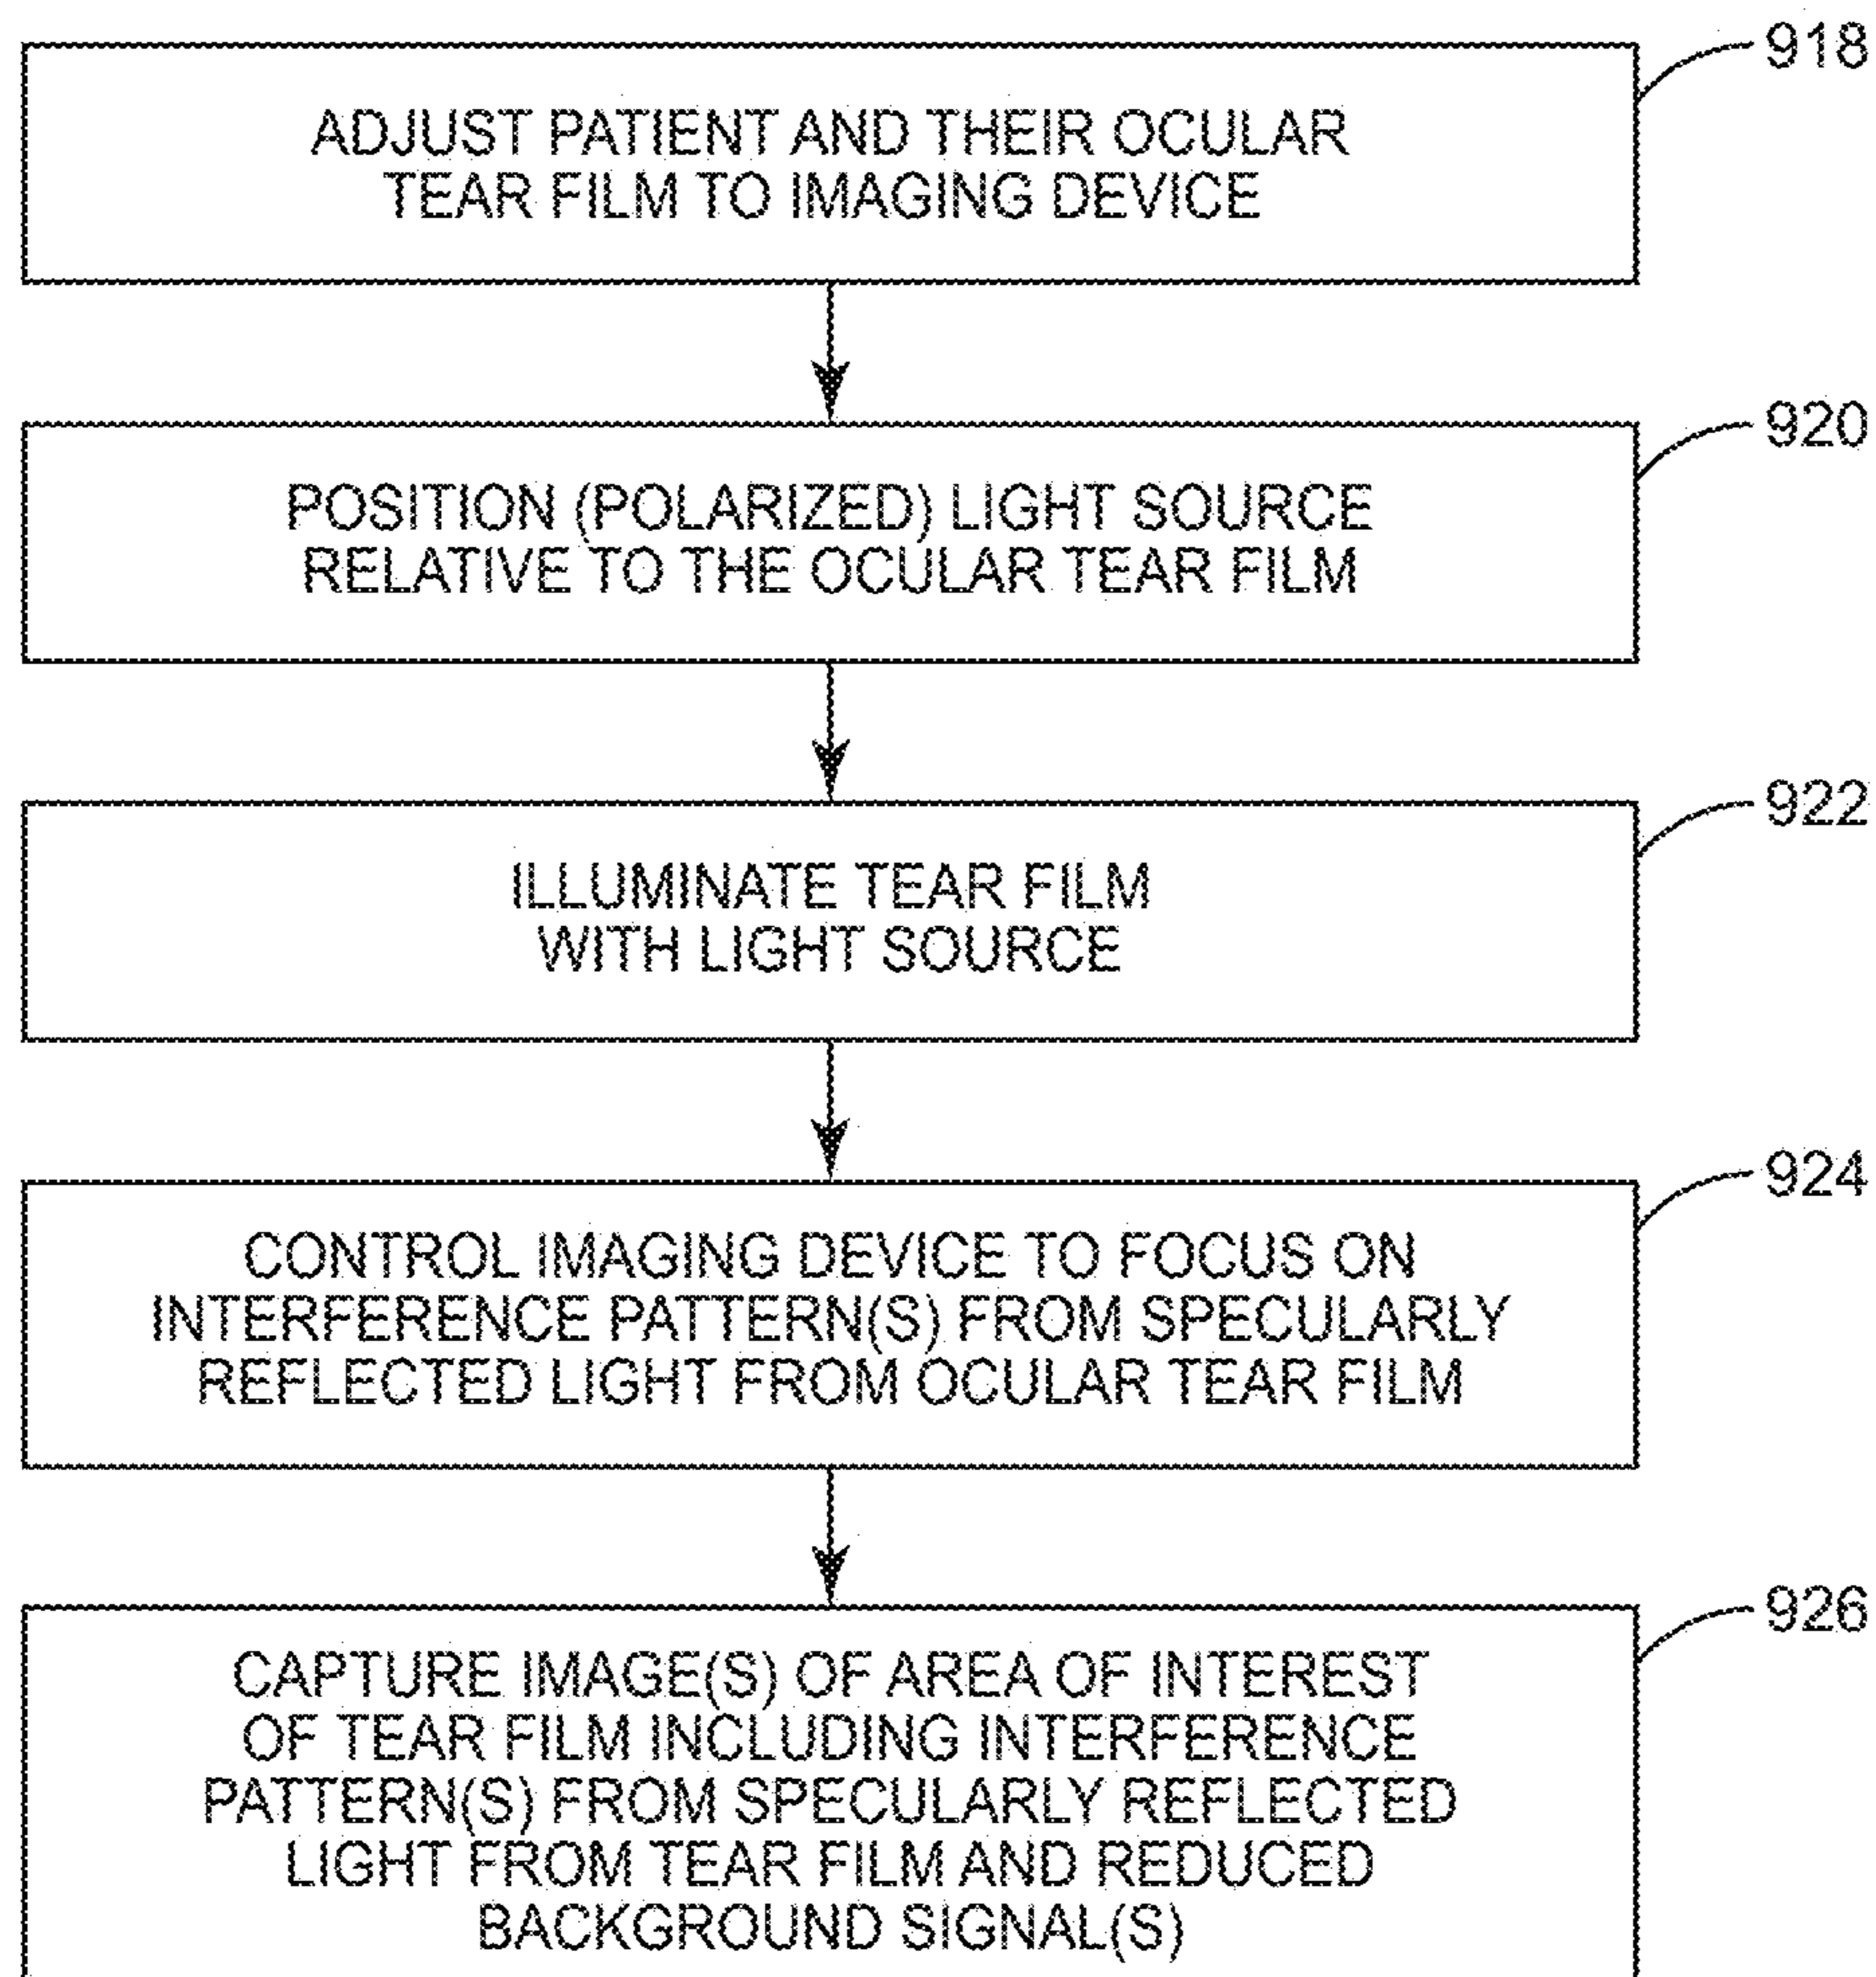 918
ADJUST PATIENT AND THEIR OCULAR
TEAR FILM TO IMAGING DEVICE
920
POSITION (POLARIZED) LIGHT SOURCE
RELATIVE TO THE OCULAR TEAR FILM
922
ILLUMINATE TEAR FILM
WITH LIGHT SOURCE
924
CONTROL IMAGING DEVICE TO FOCUS ON
INTERFERENCE PATTERN(S) FROM SPECULARLY
REFLECTED LIGHT FROM OCULAR TEAR FILM
926
CAPTURE IMAGE(S) OF AREA OF INTEREST
OF TEAR FILM INCLUDING INTERFERENCE
PATTERN(S) FROM SPECULARLY REFLECTED
LIGHT FROM TEAR FILM AND REDUCED
BACKGROUND SIGNAL(S)